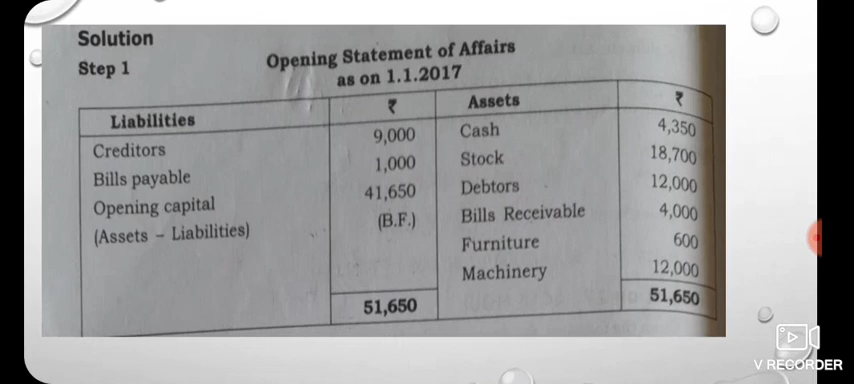 Solution
Step 1
Opening Statement of Affairs
as on 1.1.2017
Liabilities ₹ Assets ₹
Creditors 9,000 Cash 4,350
Bills payable 1,000 Stock 18,700
Opening capital 41,650 Debtors 12,000
(Assets – Liabilities) (B.F.) Bills Receivable 4,000
Furniture 600
Machinery 12,000
51,650 51,650
V RECORDER